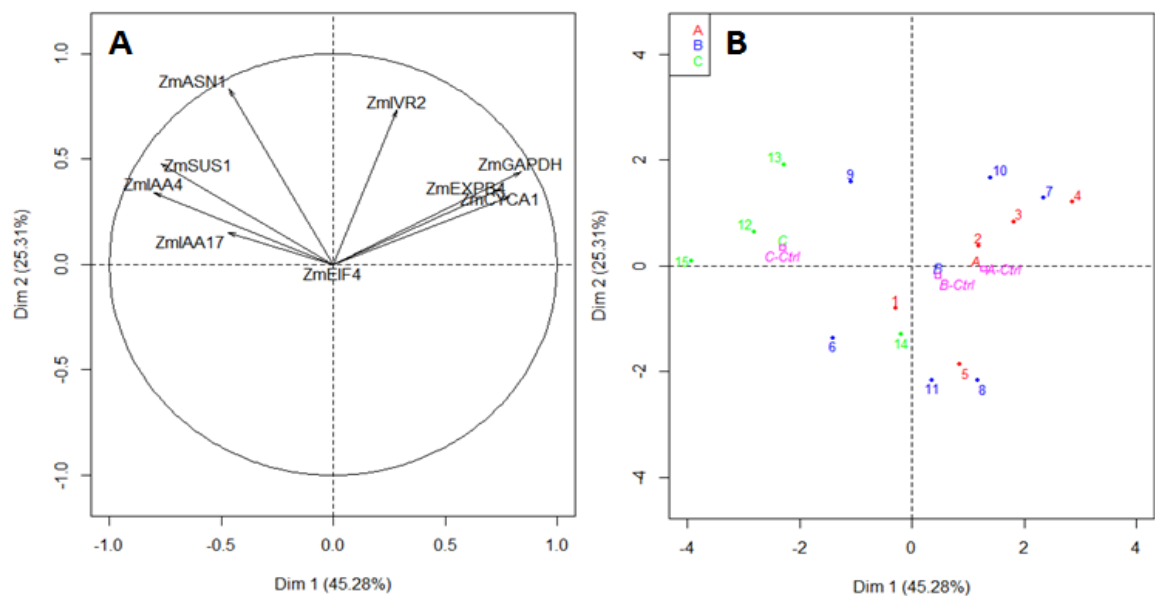 A
1.0
0.5
0.0
-0.5
-1.0
Dim 2 (25.31%)
ZmASN1
ZmIVR2
ZmSUS1
ZmGAPDH
ZmIAA4
ZmEXPB4
ZmCYCA1
ZmIAA17
ZmEIF4
-1.0 -0.5 0.0 0.5 1.0
Dim 1 (45.28%)
B
A
B
C
4
2
0
-2
-4
Dim 2 (25.31%)
13
9
10
7
4
3
12
2
C
C-Ctrl
15
A
A-Ctrl
B
B-Ctrl
1
14
6
5
11
8
-4 -2 0 2 4
Dim 1 (45.28%)